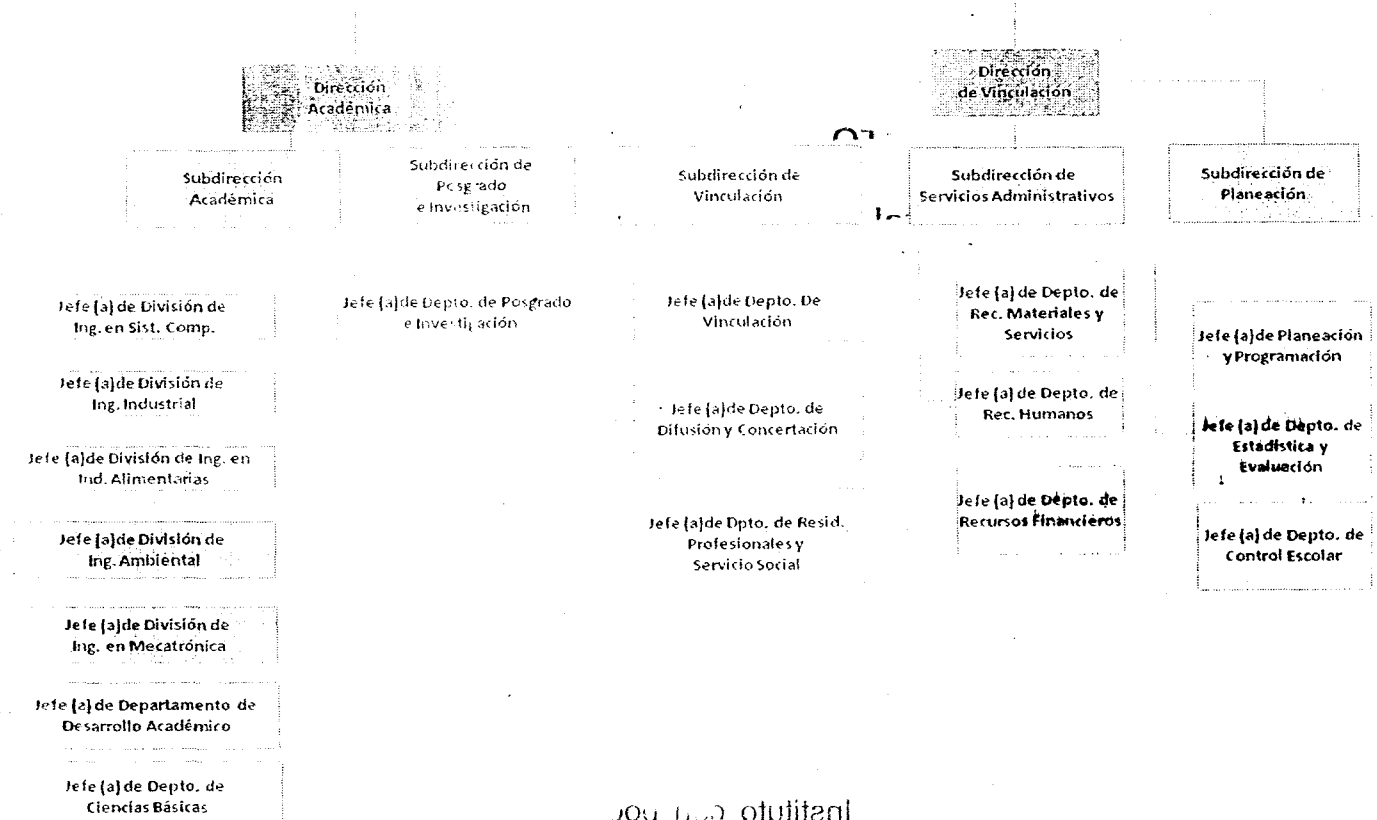 Dirección
Académica
Dirección
de Vinculación
Subdirección
Académica
Subdirección de
Posgrado
e Investigación
Subdirección de
Vinculación
Subdirección de
Servicios Administrativos
Subdirección de
Planeación
Jefe (a) de División de
Ing. en Sist. Comp.
Jefe (a)de División de
Ing. Industrial
Jefe (a)de División de Ing. en
Ind. Alimentarias
Jefe (a)de División de
Ing. Ambiental
Jefe (a)de División de
Ing. en Mecatrónica
Jefe (a) de Departamento de
Desarrollo Académico
Jefe (a) de Depto. de
Ciencias Básicas
Jefe (a)de Depto. de Posgrado
e Investigación
Jefe (a)de Depto. De
Vinculación
Jefe (a)de Depto. de
Difusión y Concertación
Jefe (a)de Dpto. de Resid.
Profesionales y
Servicio Social
Jefe (a) de Depto. de
Rec. Materiales y
Servicios
Jefe (a) de Depto. de
Rec. Humanos
Jefe (a) de Depto. de
Recursos Financieros
Jefe (a)de Planeación
y Programación
Jefe (a) de Depto. de
Estadística y
Evaluación
Jefe (a) de Depto. de
Control Escolar
Instituto